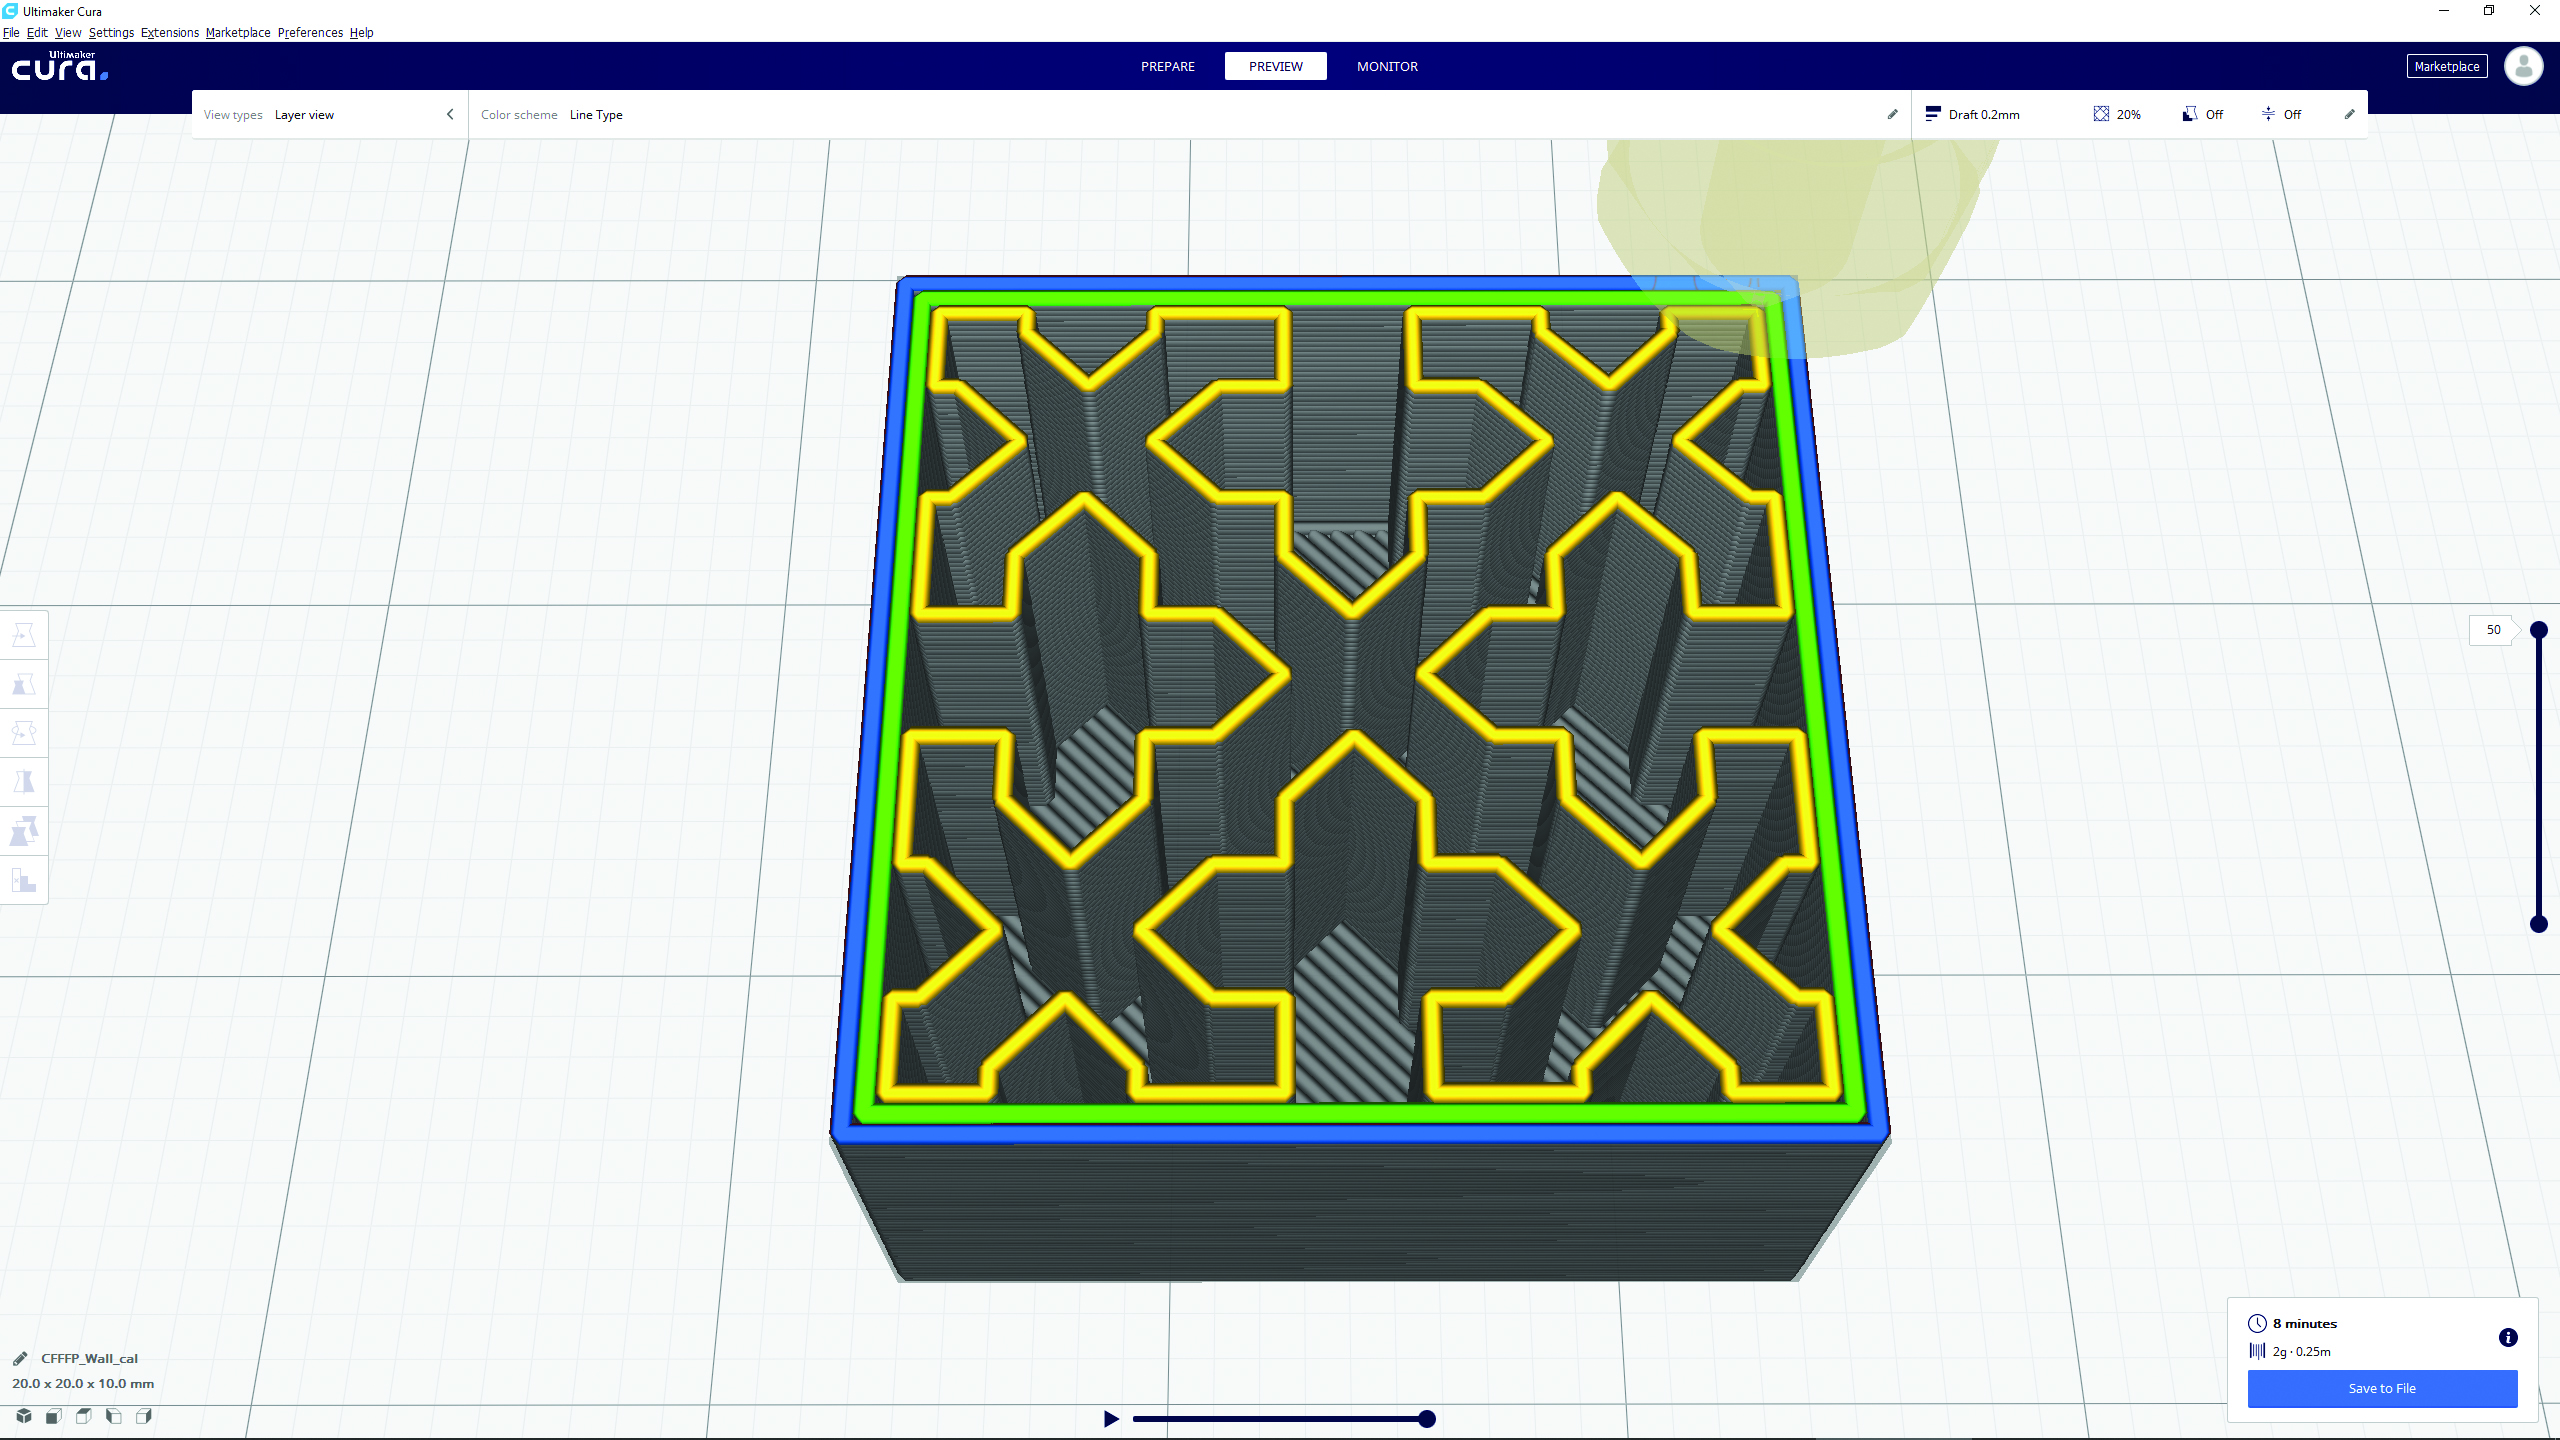 Ultimaker Cura
File Edit View Settings Extensions Marketplace Preferences Help
Ultimaker
cura.
PREPARE PREVIEW MONITOR
Marketplace
View types Layer view
Color scheme Line Type
Draft 0.2mm 20% Off Off
50
8 minutes
2g · 0.25m
Save to File
CFFFP_Wall_cal
20.0 x 20.0 x 10.0 mm